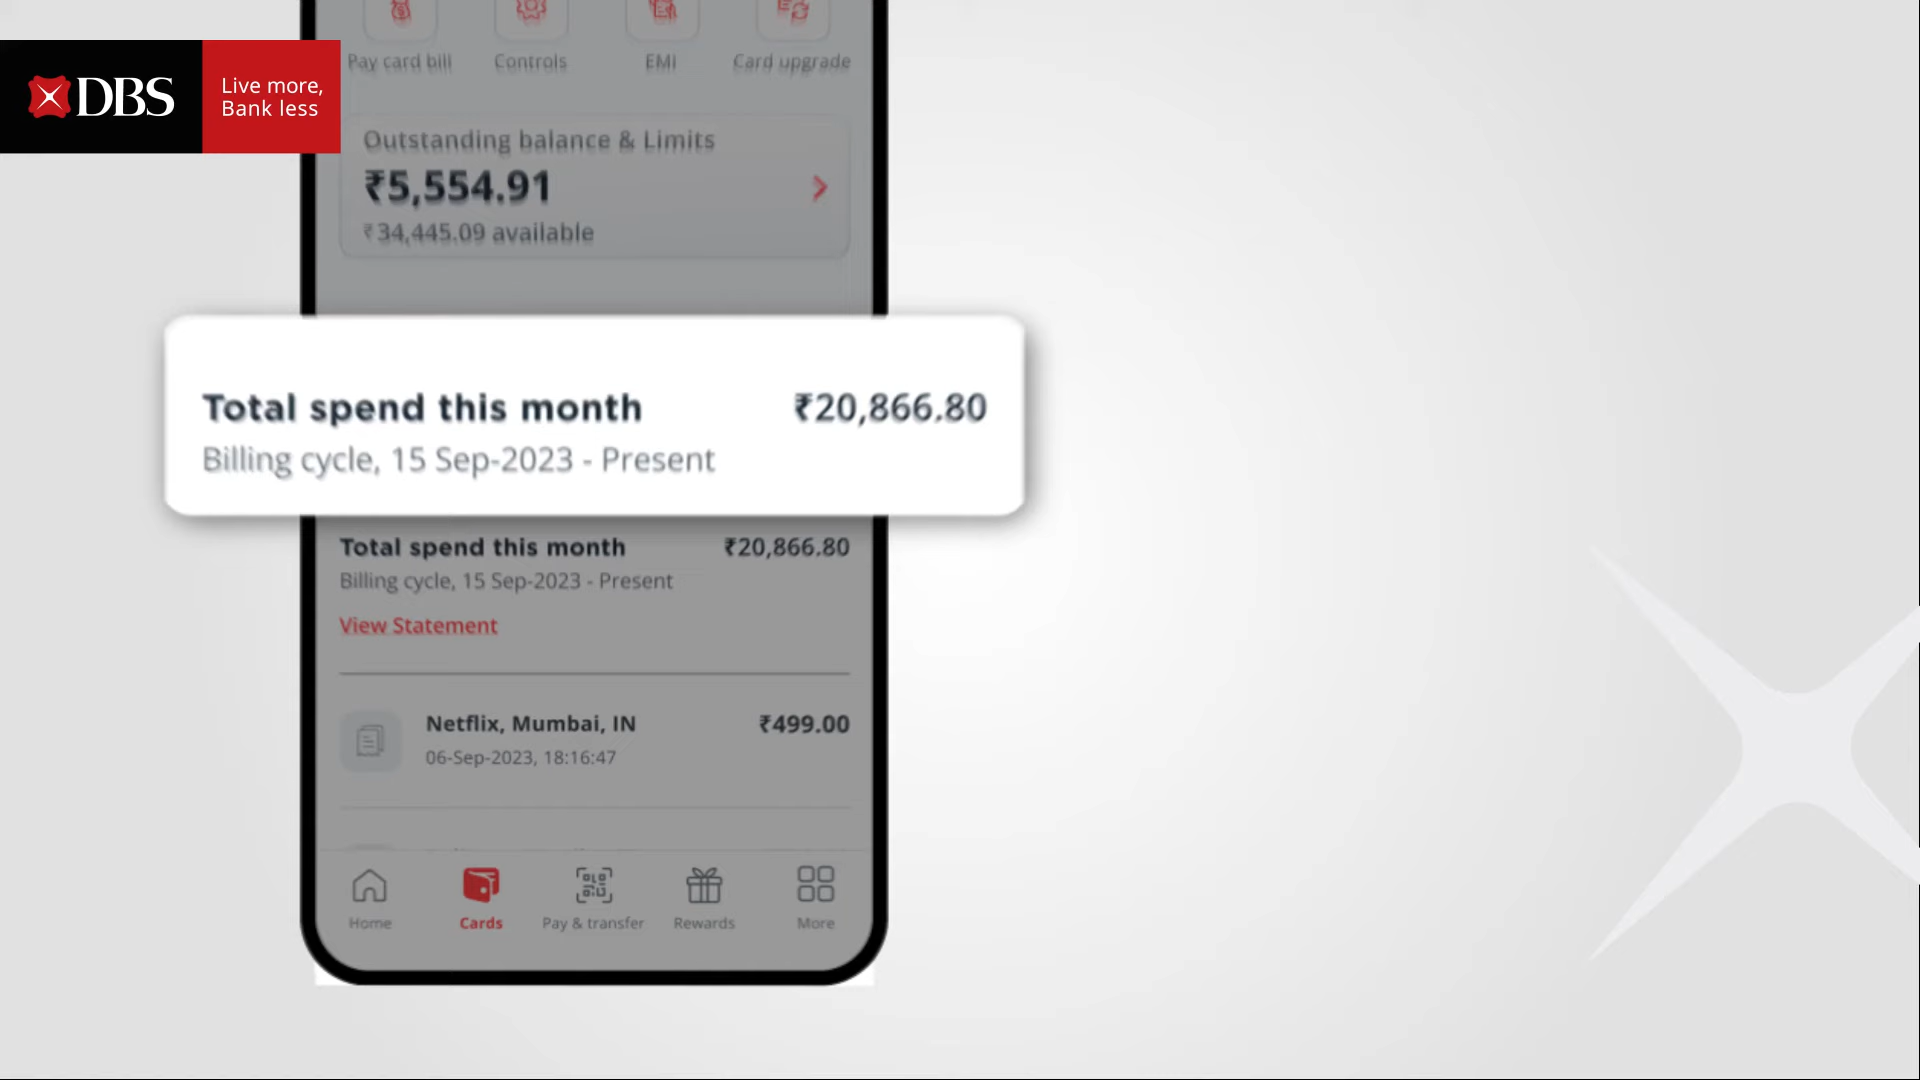 Pay card bill
Controls
EMI
Card upgrade
DBS
Live more,
Bank less
Outstanding balance & Limits
₹5,554.91
₹34,445.09 available
Total spend this month ₹20,866.80
Billing cycle, 15 Sep-2023 - Present
Total spend this month ₹20,866.80
Billing cycle, 15 Sep-2023 - Present
View Statement
Netflix, Mumbai, IN ₹499.00
06-Sep-2023, 18:16:47
Home
Cards
Pay & transfer
Rewards
More